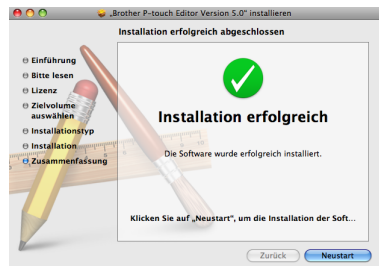 „Brother P-touch Editor Version 5.0“ installieren
Installation erfolgreich abgeschlossen
Einführung
Bitte lesen
Lizenz
Zielvolume
auswählen
Installationstyp
Installation
Zusammenfassung
Installation erfolgreich
Die Software wurde erfolgreich installiert.
Klicken Sie auf „Neustart“, um die Installation der Soft...
Zurück
Neustart